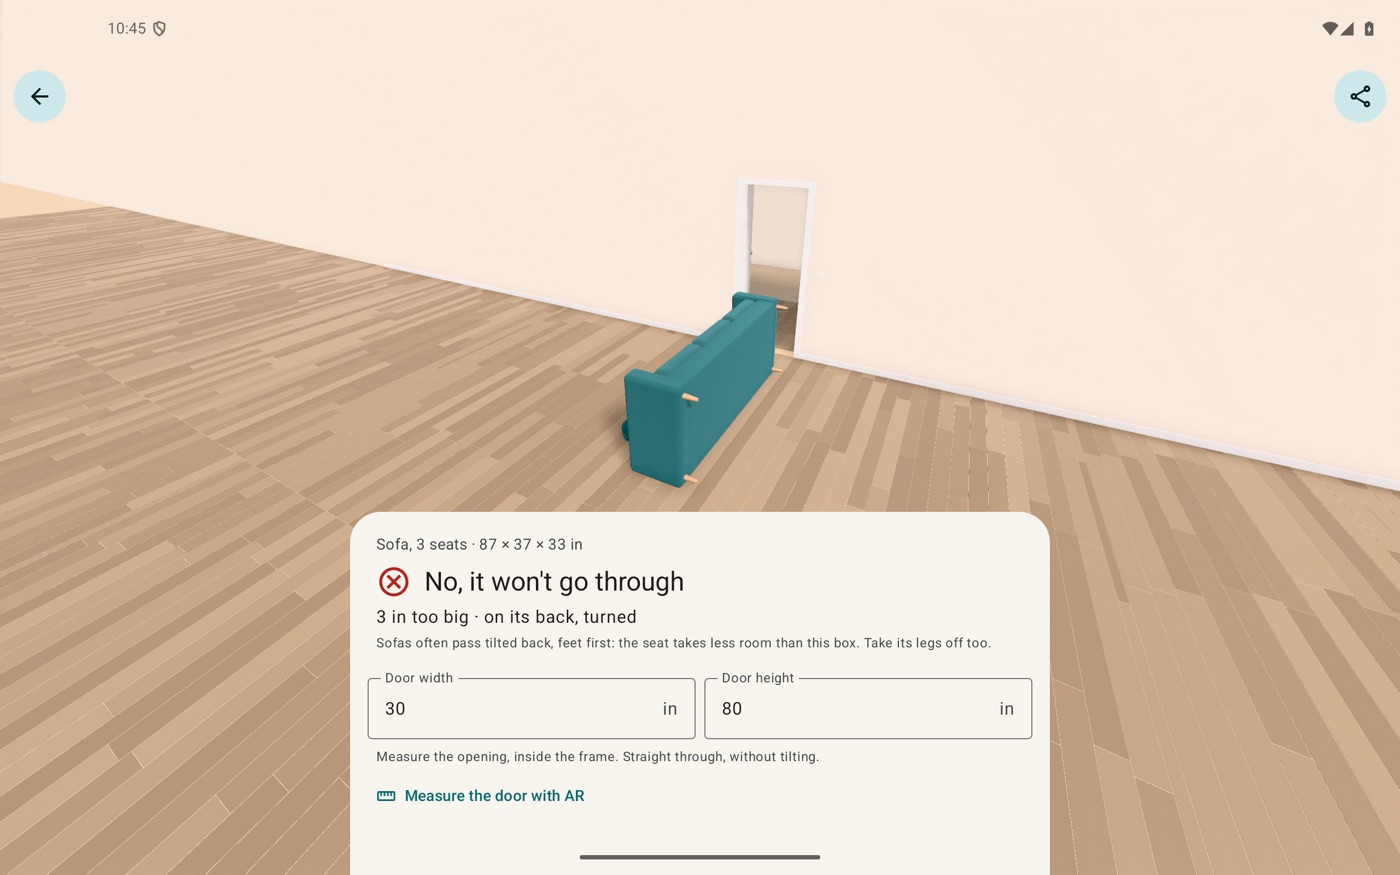 10:45
Sofa, 3 seats · 87 × 37 × 33 in
No, it won't go through
3 in too big · on its back, turned
Sofas often pass tilted back, feet first: the seat takes less room than this box. Take its legs off too.
Door width
30 in
Door height
80 in
Measure the opening, inside the frame. Straight through, without tilting.
Measure the door with AR